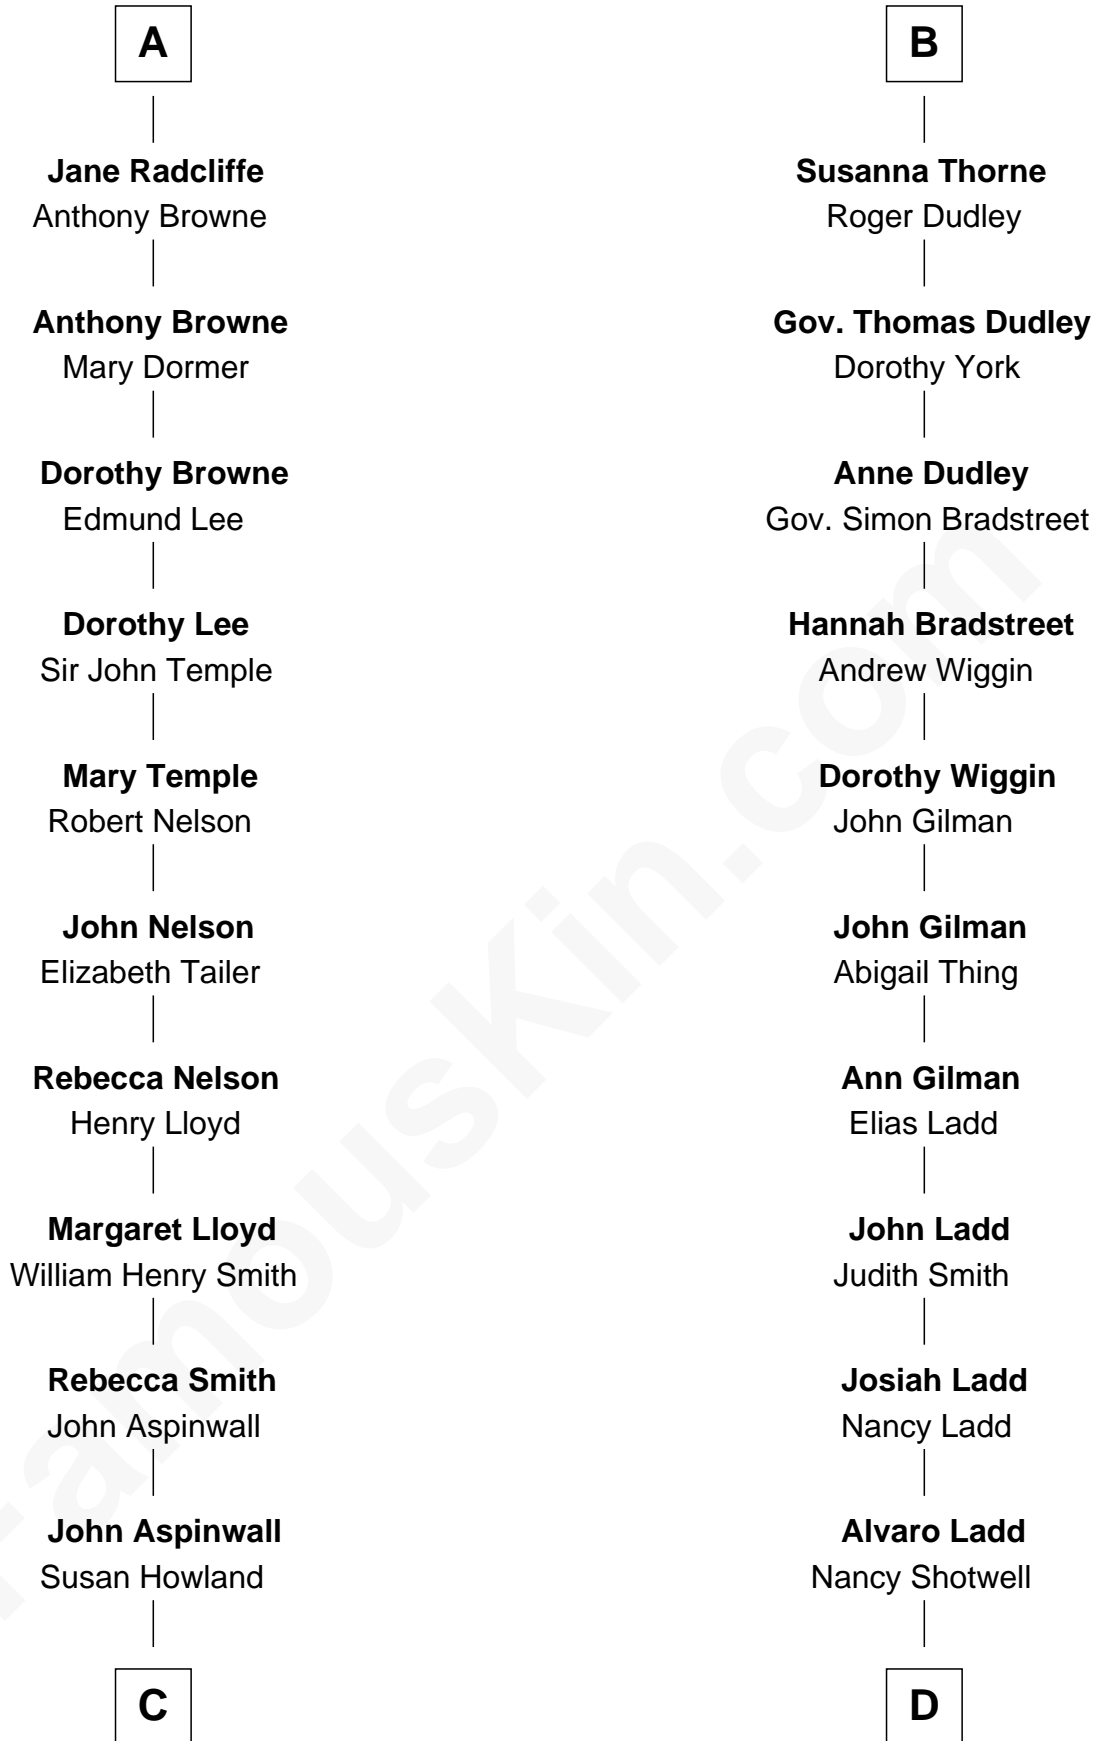 A
Jane Radcliffe
Anthony Browne
Anthony Browne
Mary Dormer
Dorothy Browne
Edmund Lee
Dorothy Lee
Sir John Temple
Mary Temple
Robert Nelson
John Nelson
Elizabeth Tailer
Rebecca Nelson
Henry Lloyd
Margaret Lloyd
William Henry Smith
Rebecca Smith
John Aspinwall
John Aspinwall
Susan Howland
C
B
Susanna Thorne
Roger Dudley
Gov. Thomas Dudley
Dorothy York
Anne Dudley
Gov. Simon Bradstreet
Hannah Bradstreet
Andrew Wiggin
Dorothy Wiggin
John Gilman
John Gilman
Abigail Thing
Ann Gilman
Elias Ladd
John Ladd
Judith Smith
Josiah Ladd
Nancy Ladd
Alvaro Ladd
Nancy Shotwell
D
FamousKin.com